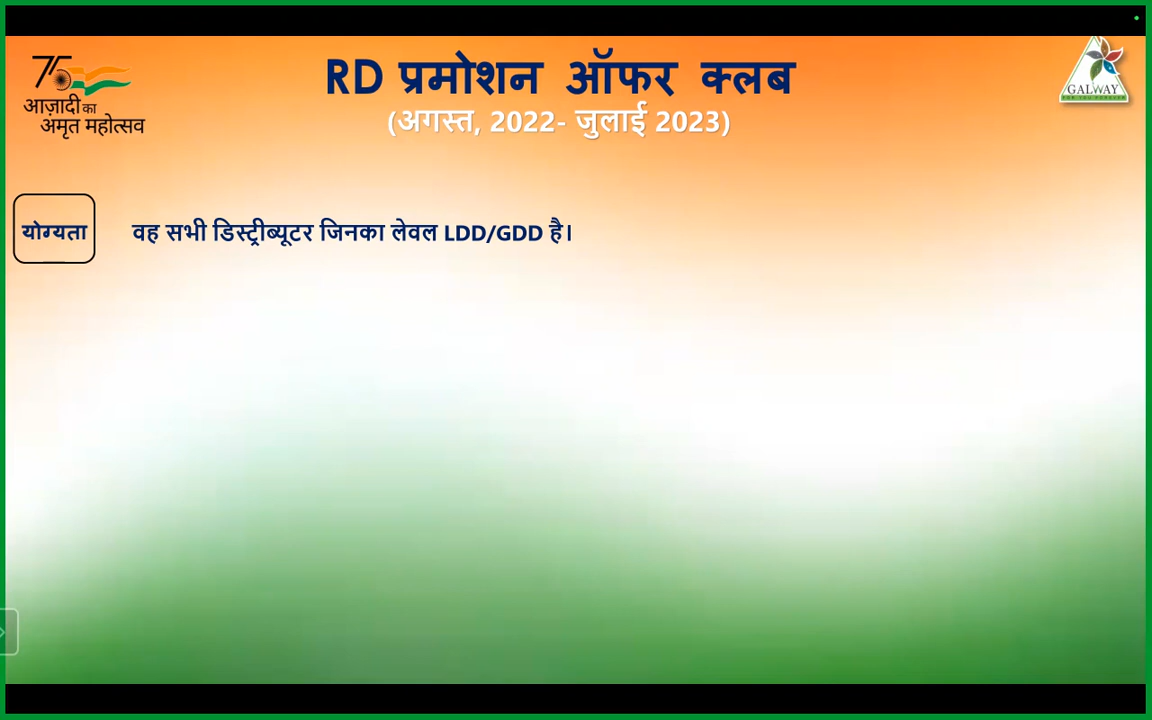 75
आज़ादी का
अमृत महोत्सव
RD प्रमोशन ऑफर क्लब
(अगस्त, 2022- जुलाई 2023)
GALWAY
योग्यता
वह सभी डिस्ट्रीब्यूटर जिनका लेवल LDD/GDD है।